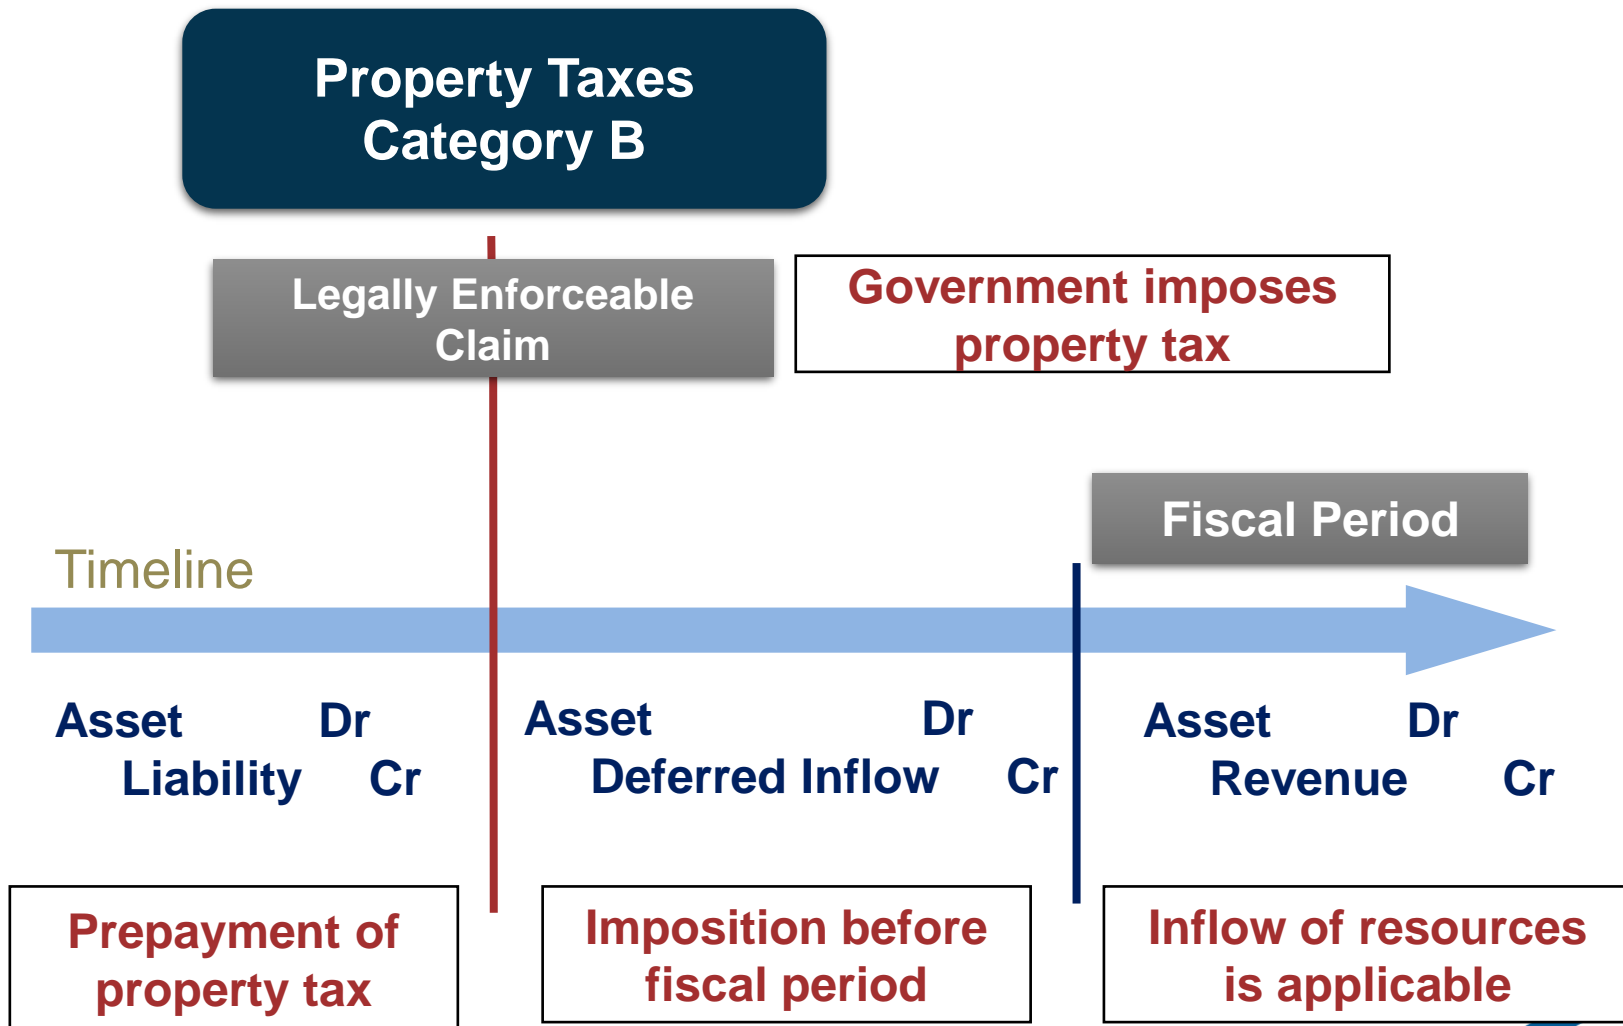 Property Taxes
Category B
Legally Enforceable
Claim
Government imposes
property tax
Fiscal Period
Timeline
Asset Dr
Liability Cr
Asset Dr
Deferred Inflow Cr
Asset Dr
Revenue Cr
Prepayment of
property tax
Imposition before
fiscal period
Inflow of resources
is applicable